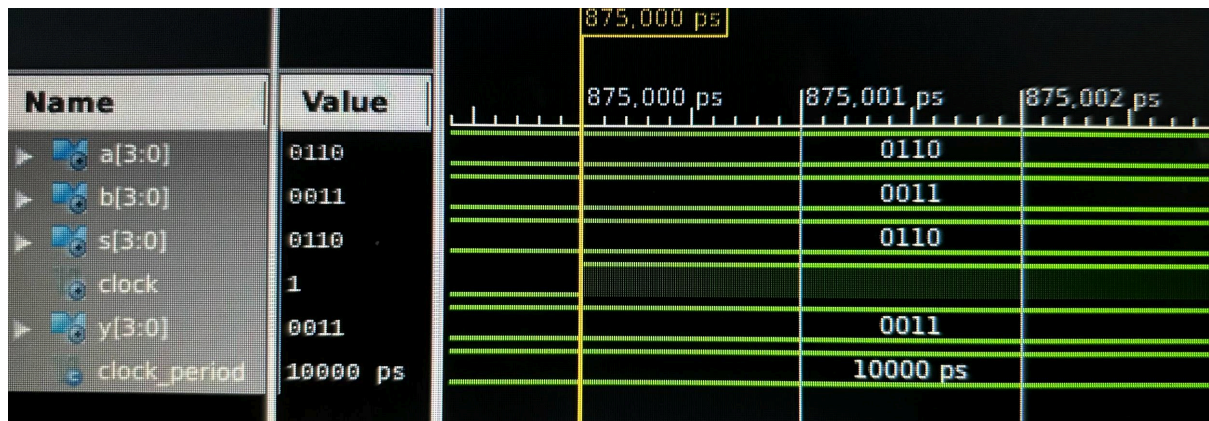 875,000 ps
Name Value 875,000 ps 875,001 ps 875,002 ps
a[3:0] 0110 0110
b[3:0] 0011 0011
s[3:0] 0110 0110
clock 1
y[3:0] 0011 0011
clock_period 10000 ps 10000 ps